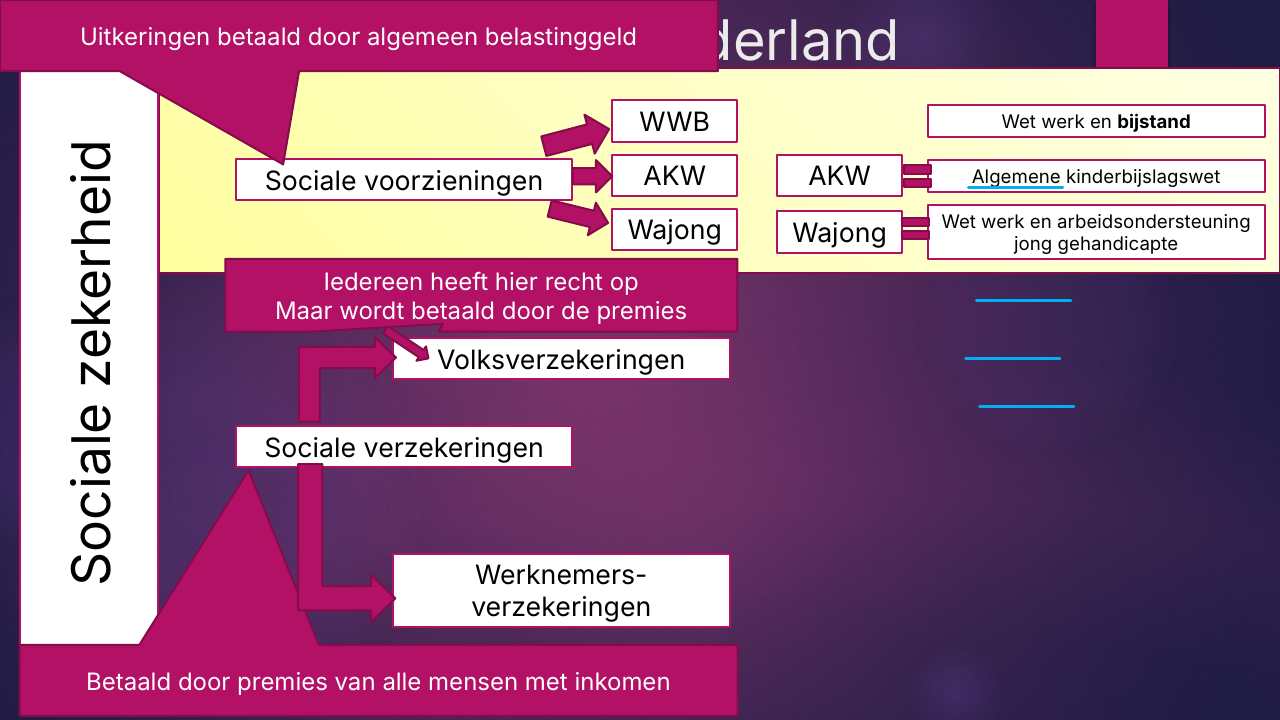 Uitkeringen betaald door algemeen belastinggeld
derland
Sociale zekerheid
Sociale voorzieningen
WWB
AKW
Wajong
AKW
Wajong
Wet werk en bijstand
Algemene kinderbijslagswet
Wet werk en arbeidsondersteuning
jong gehandicapte
Iedereen heeft hier recht op
Maar wordt betaald door de premies
Volksverzekeringen
Sociale verzekeringen
Werknemers-
verzekeringen
Betaald door premies van alle mensen met inkomen